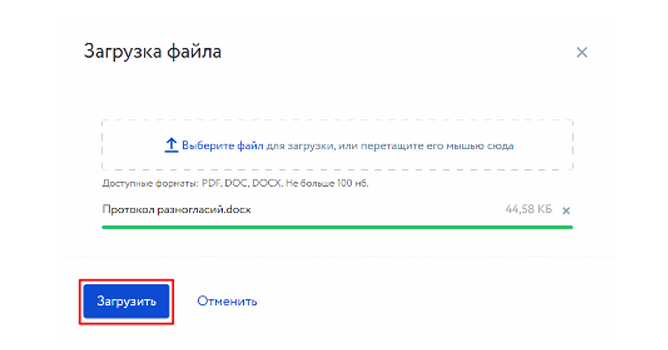 Загрузка файла
Выберите файл для загрузки, или перетащите его мышью сюда
Доступные форматы: PDF, DOC, DOCX. Не больше 100 мб.
Протокол разногласий.docx 44,58 КБ ×
Загрузить Отменить